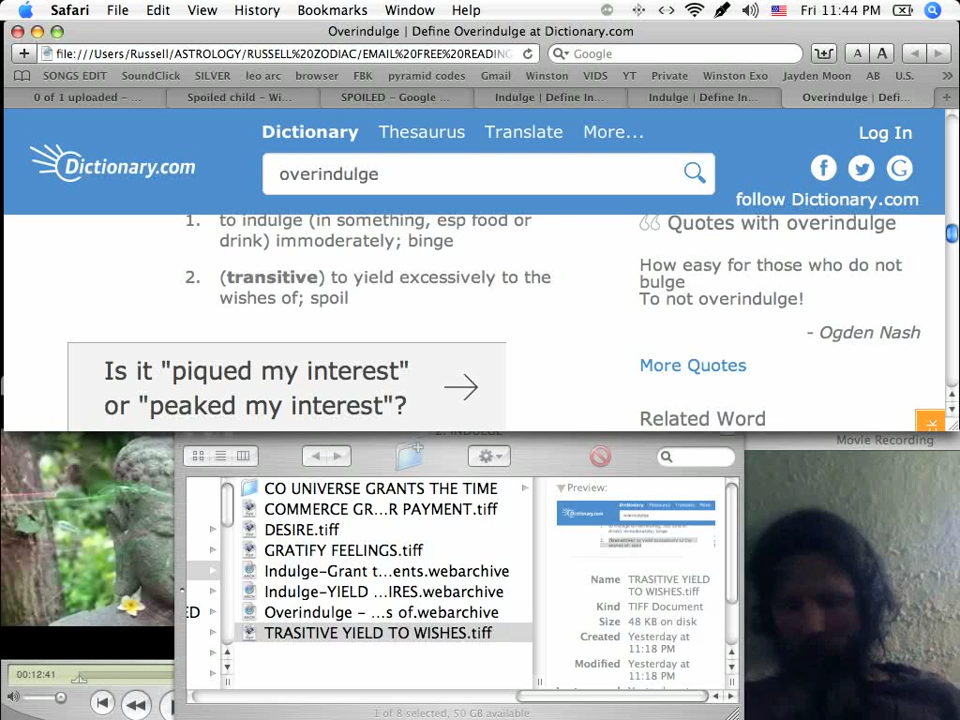 Safari File Edit View History Bookmarks Window Help Fri 11:44 PM
Overindulge | Define Overindulge at Dictionary.com
file:///Users/Russell/ASTROLOGY/RUSSELL%20ZODIAC/EMAIL%20FREE%20READING
Google
A A
SONGS EDIT SoundClick SILVER leo arc browser FBK pyramid codes Gmail Winston VIDS YT Private Winston Exo Jayden Moon AB U.S. »
0 of 1 uploaded – ... Spoiled child – Wi... SPOILED – Google ... Indulge | Define In... Indulge | Define In... Overindulge | Defi...
Dictionary Thesaurus Translate More... Log In
Dictionary.com
overindulge
follow Dictionary.com
1. to indulge (in something, esp food or
drink) immoderately; binge
2. (transitive) to yield excessively to the
wishes of; spoil
Quotes with overindulge
How easy for those who do not
bulge
To not overindulge!
- Ogden Nash
More Quotes
Related Word
Is it "piqued my interest"
or "peaked my interest"?
Movie Recording
CO UNIVERSE GRANTS THE TIME
COMMERCE GR...R PAYMENT.tiff
DESIRE.tiff
GRATIFY FEELINGS.tiff
Indulge-Grant t...ents.webarchive
Indulge-YIELD ...IRES.webarchive
Overindulge – ...s of.webarchive
TRASITIVE YIELD TO WISHES.tiff
Preview:
Name TRASITIVE YIELD
TO WISHES.tiff
Kind TIFF Document
Size 48 KB on disk
Created Yesterday at
11:18 PM
Modified Yesterday at
11:18 PM
00:12:41
1 of 8 selected, 50 GB available